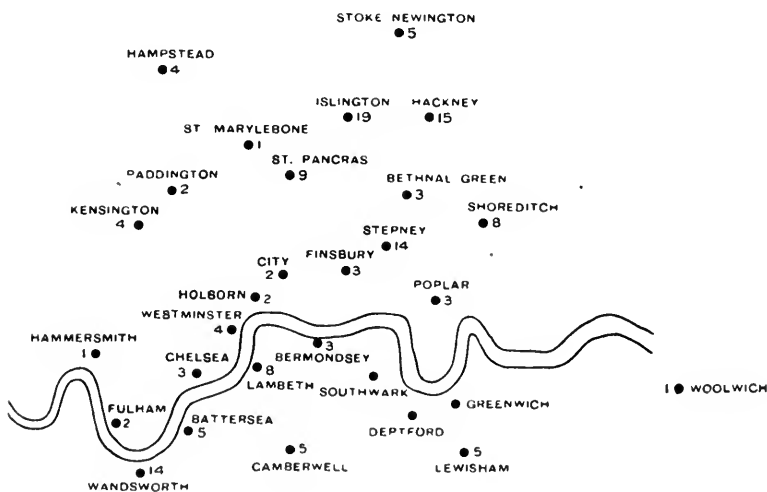 STOKE NEWINGTON
5
HAMPSTEAD
4
ISLINGTON
19
HACKNEY
15
ST MARYLEBONE
1
ST. PANCRAS
9
PADDINGTON
2
BETHNAL GREEN
3
KENSINGTON
4
SHOREDITCH
8
STEPNEY
14
CITY
2
FINSBURY
3
HOLBORN 2
POPLAR
3
WESTMINSTER
4
HAMMERSMITH
1
3
BERMONDSEY
CHELSEA
3
8
LAMBETH
SOUTHWARK
1 WOOLWICH
GREENWICH
FULHAM
2
BATTERSEA
5
DEPTFORD
5
CAMBERWELL
5
LEWISHAM
14
WANDSWORTH